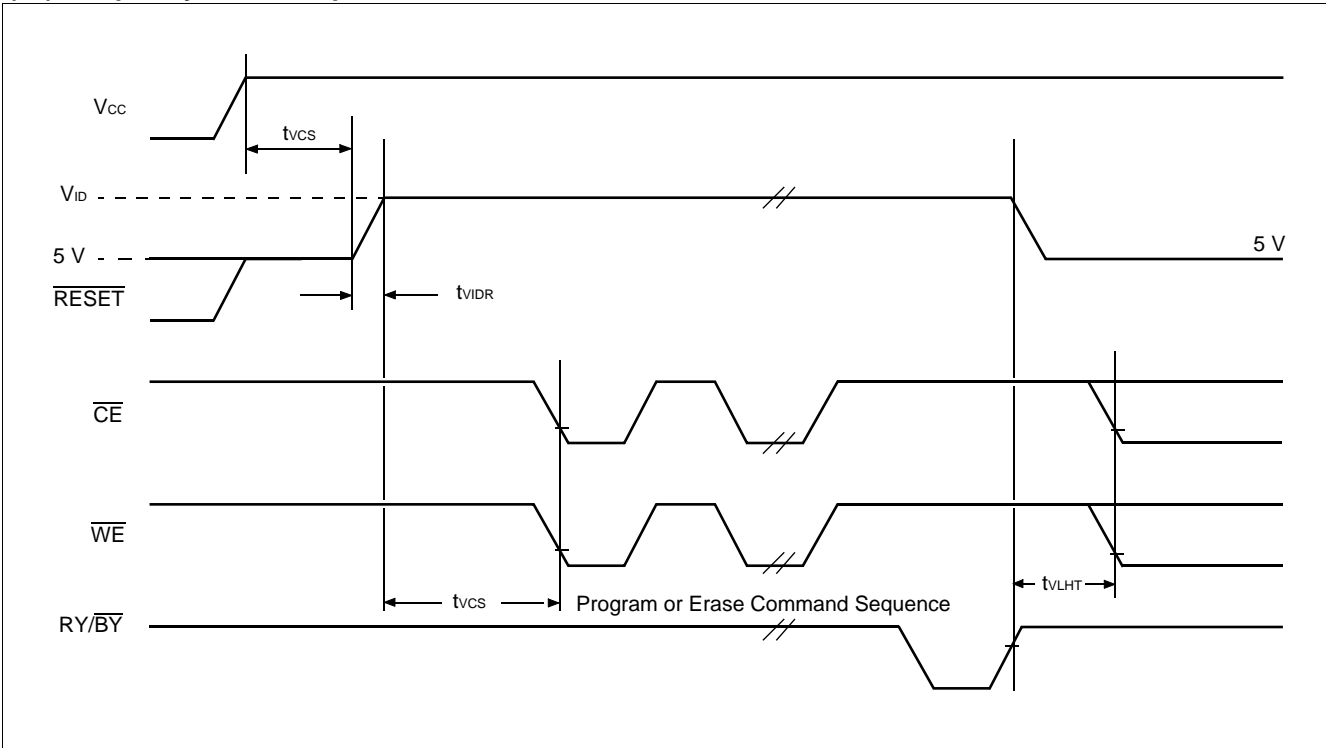 VCC
tVCS
VID
5 V
5 V
RESET
tVIDR
CE
WE
tVLHT
tVCS
Program or Erase Command Sequence
RY/BY